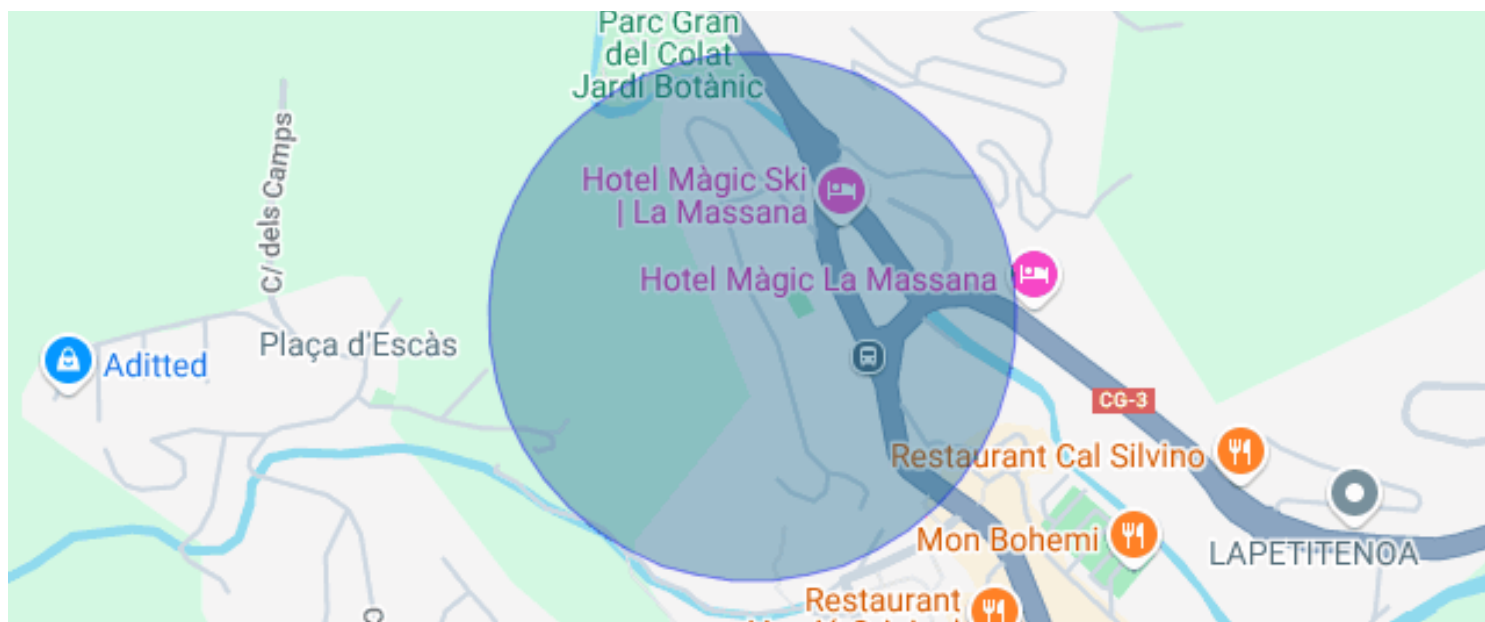 Parc Gran
del Colat
Jardí Botànic
C/ dels Camps
Hotel Màgic Ski
| La Massana
Hotel Màgic La Massana
Plaça d'Escàs
Aditted
CG-3
Restaurant Cal Silvino
Mon Bohemi
LAPETITENOA
Restaurant